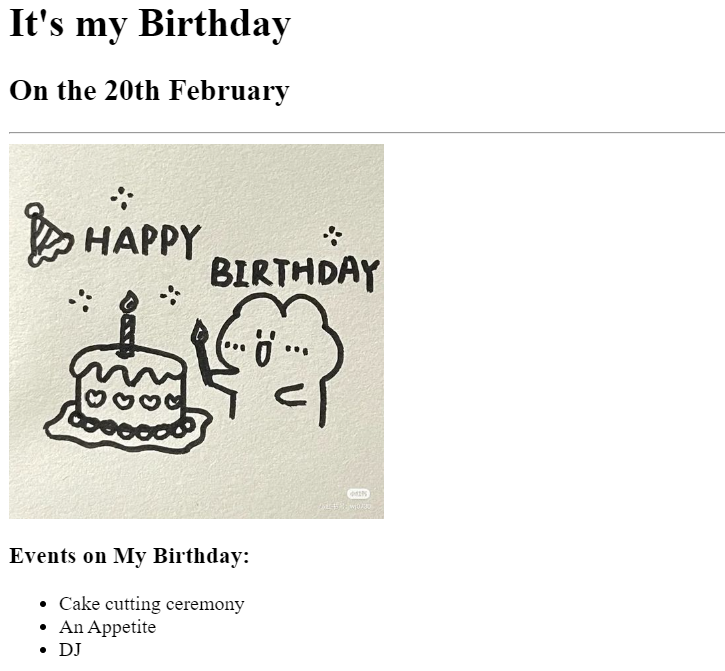 It's my Birthday
On the 20th February
HAPPY
BIRTHDAY
Events on My Birthday:
Cake cutting ceremony
An Appetite
DJ